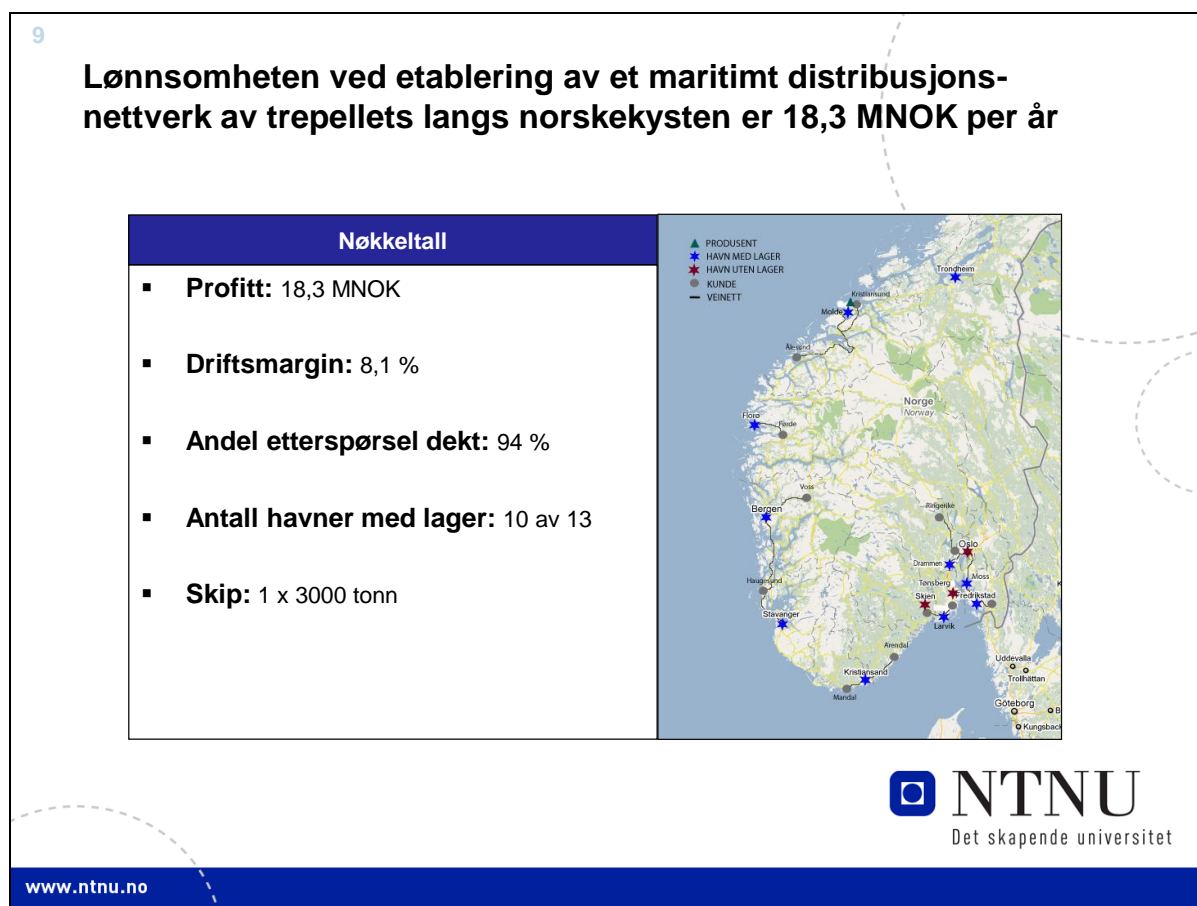 9
Lønnsomheten ved etablering av et maritimt distribusjons-
nettverk av trepellets langs norskekysten er 18,3 MNOK per år
Nøkkeltall
▪ Profitt: 18,3 MNOK
▪ Driftsmargin: 8,1 %
▪ Andel etterspørsel dekt: 94 %
▪ Antall havner med lager: 10 av 13
▪ Skip: 1 x 3000 tonn
PRODUSENT
HAVN MED LAGER
HAVN UTEN LAGER
KUNDE
VEINETT
Trondheim
Kristiansund
Molde
Ålesund
Norge
Norway
Florø
Førde
Voss
Bergen
Ringerike
Oslo
Drammen
Moss
Tønsberg
Haugesund
Skien
Fredrikstad
Stavanger
Larvik
Arendal
Kristiansand
Mandal
Uddevalla
Trollhättan
Göteborg
B
Kungsbac
NTNU
Det skapende universitet
www.ntnu.no